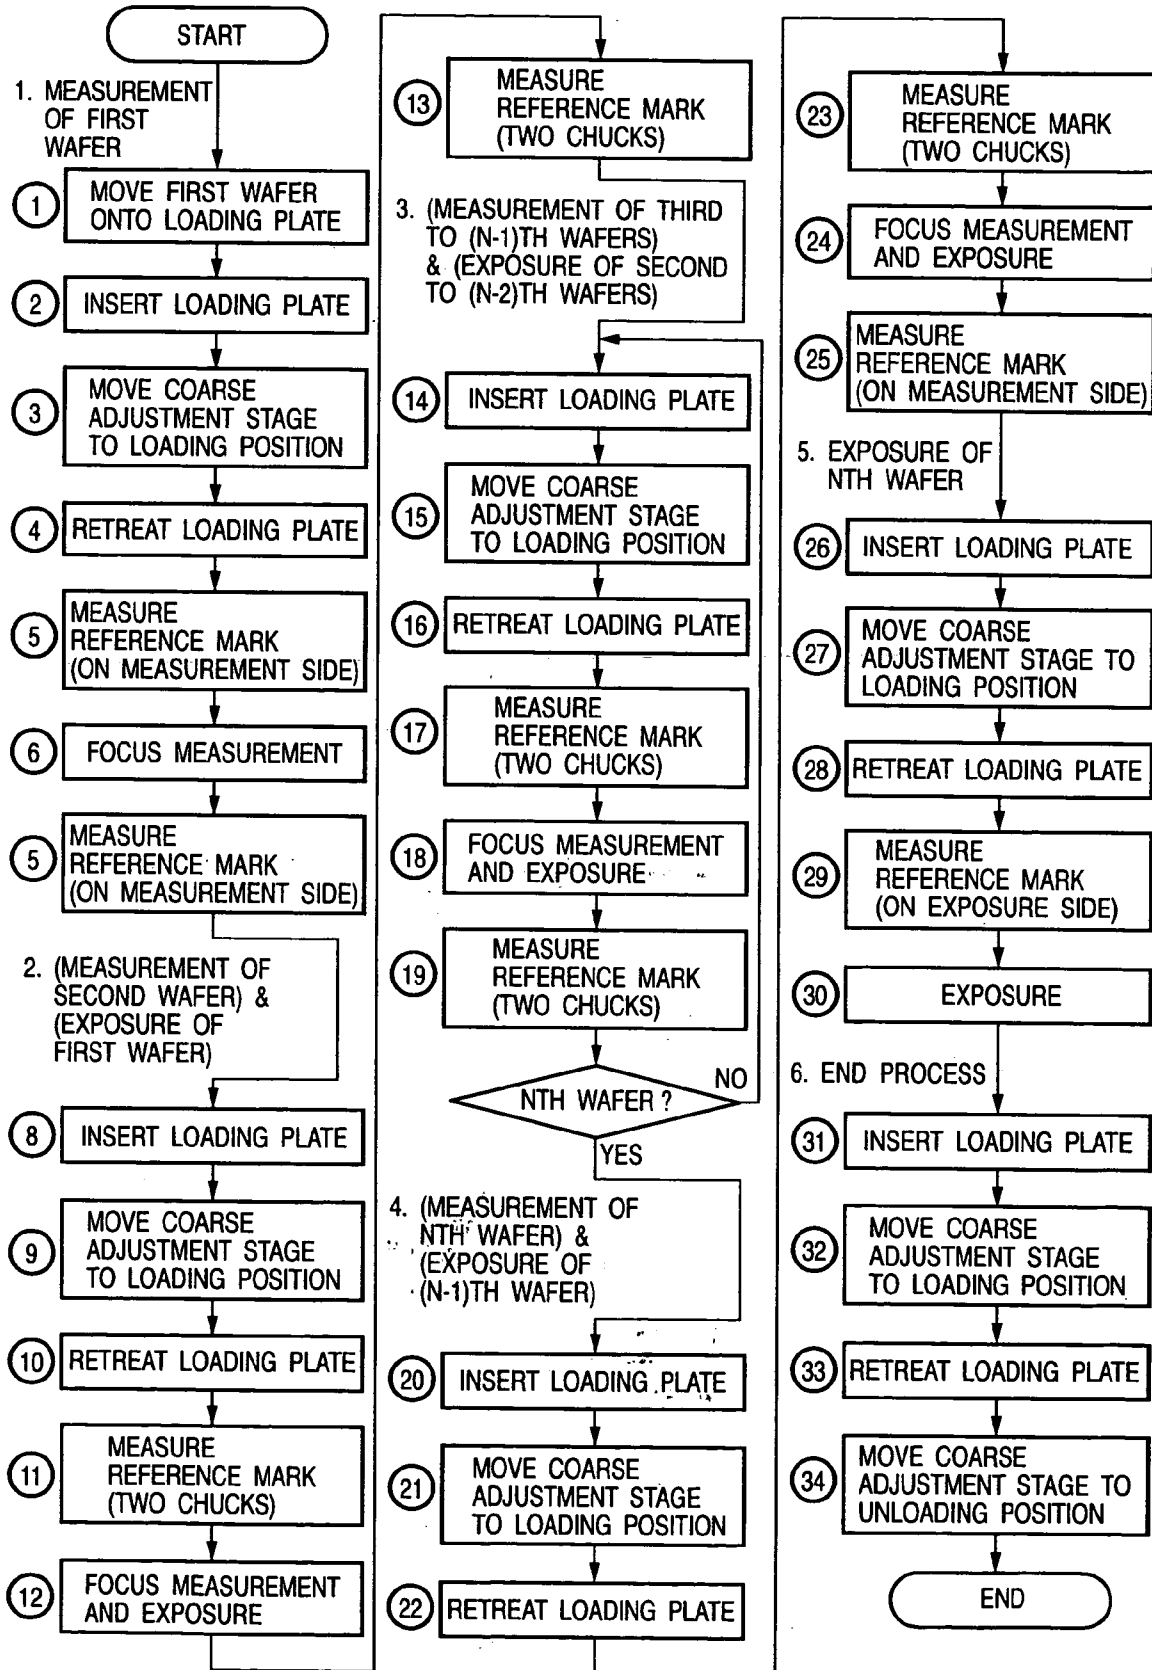 START
1. MEASUREMENT
OF FIRST
WAFER
1
MOVE FIRST WAFER
ONTO LOADING PLATE
2
INSERT LOADING PLATE
3
MOVE COARSE
ADJUSTMENT STAGE
TO LOADING POSITION
4
RETREAT LOADING PLATE
5
MEASURE
REFERENCE MARK
(ON MEASUREMENT SIDE)
6
FOCUS MEASUREMENT
5
MEASURE
REFERENCE MARK
(ON MEASUREMENT SIDE)
2. (MEASUREMENT OF
SECOND WAFER) &
(EXPOSURE OF
FIRST WAFER)
8
INSERT LOADING PLATE
9
MOVE COARSE
ADJUSTMENT STAGE
TO LOADING POSITION
10
RETREAT LOADING PLATE
11
MEASURE
REFERENCE MARK
(TWO CHUCKS)
12
FOCUS MEASUREMENT
AND EXPOSURE
13
MEASURE
REFERENCE MARK
(TWO CHUCKS)
3. (MEASUREMENT OF THIRD
TO (N-1)TH WAFERS)
& (EXPOSURE OF SECOND
TO (N-2)TH WAFERS)
14
INSERT LOADING PLATE
15
MOVE COARSE
ADJUSTMENT STAGE
TO LOADING POSITION
16
RETREAT LOADING PLATE
17
MEASURE
REFERENCE MARK
(TWO CHUCKS)
18
FOCUS MEASUREMENT
AND EXPOSURE
19
MEASURE
REFERENCE MARK
(TWO CHUCKS)
NTH WAFER ?
NO
YES
4. (MEASUREMENT OF
NTH WAFER) &
(EXPOSURE OF
(N-1)TH WAFER)
20
INSERT LOADING PLATE
21
MOVE COARSE
ADJUSTMENT STAGE
TO LOADING POSITION
22
RETREAT LOADING PLATE
23
MEASURE
REFERENCE MARK
(TWO CHUCKS)
24
FOCUS MEASUREMENT
AND EXPOSURE
25
MEASURE
REFERENCE MARK
(ON MEASUREMENT SIDE)
5. EXPOSURE OF
NTH WAFER
26
INSERT LOADING PLATE
27
MOVE COARSE
ADJUSTMENT STAGE TO
LOADING POSITION
28
RETREAT LOADING PLATE
29
MEASURE
REFERENCE MARK
(ON EXPOSURE SIDE)
30
EXPOSURE
6. END PROCESS
31
INSERT LOADING PLATE
32
MOVE COARSE
ADJUSTMENT STAGE
TO LOADING POSITION
33
RETREAT LOADING PLATE
34
MOVE COARSE
ADJUSTMENT STAGE TO
UNLOADING POSITION
END